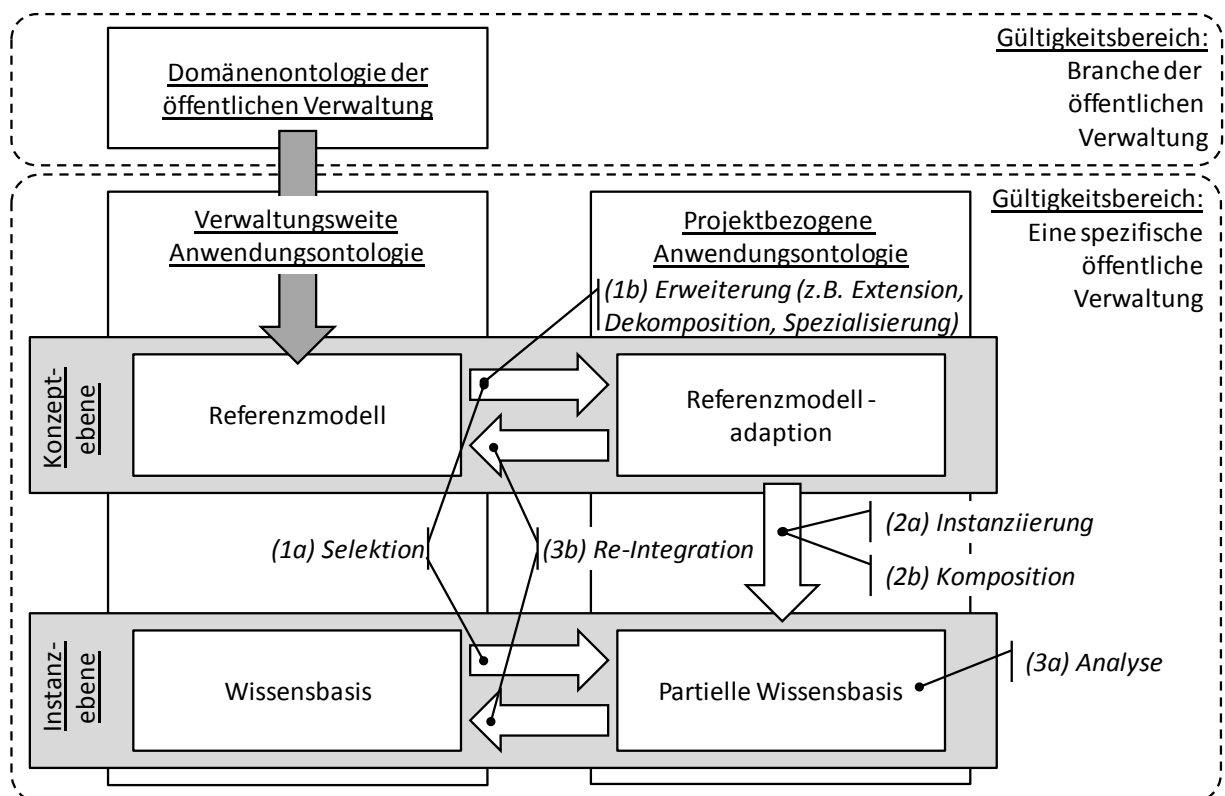 Domänenontologie der
öffentlichen Verwaltung
Gültigkeitsbereich:
Branche der
öffentlichen
Verwaltung
Verwaltungsweite
Anwendungsontologie
Projektbezogene
Anwendungsontologie
Gültigkeitsbereich:
Eine spezifische
öffentliche
Verwaltung
(1b) Erweiterung (z.B. Extension,
Dekomposition, Spezialisierung)
Konzept-
ebene
Referenzmodell
Referenzmodell -
adaption
(1a) Selektion
(3b) Re-Integration
(2a) Instanziierung
(2b) Komposition
Instanz-
ebene
Wissensbasis
Partielle Wissensbasis
(3a) Analyse